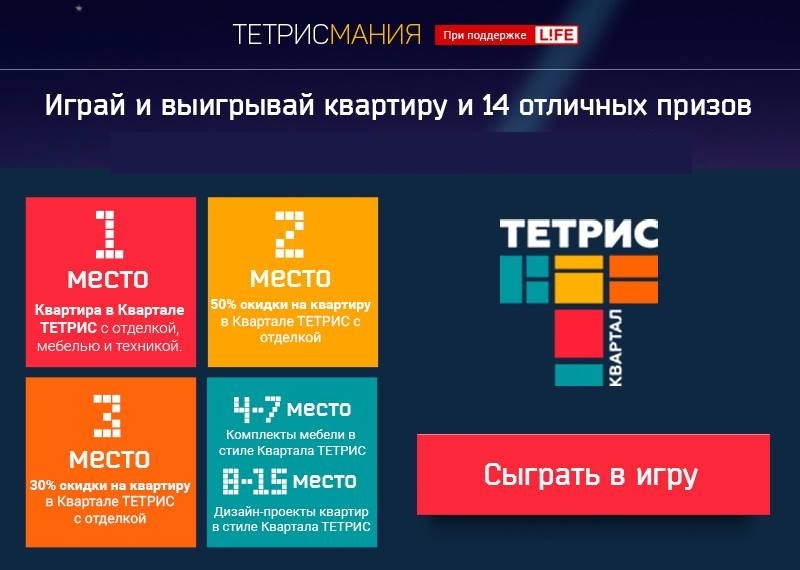 ТЕТРИСМАНИЯ
При поддержке L!FE
Играй и выигрывай квартиру и 14 отличных призов
1
место
Квартира в Квартале
ТЕТРИС с отделкой,
мебелью и техникой.
2
место
50% скидки на квартиру
в Квартале ТЕТРИС с
отделкой
3
место
30% скидки на квартиру
в Квартале ТЕТРИС
с отделкой
4-7 место
Комплекты мебели в
стиле Квартала ТЕТРИС
8-15 место
Дизайн-проекты квартир
в стиле Квартала ТЕТРИС
ТЕТРИС
КВАРТАЛ
Сыграть в игру